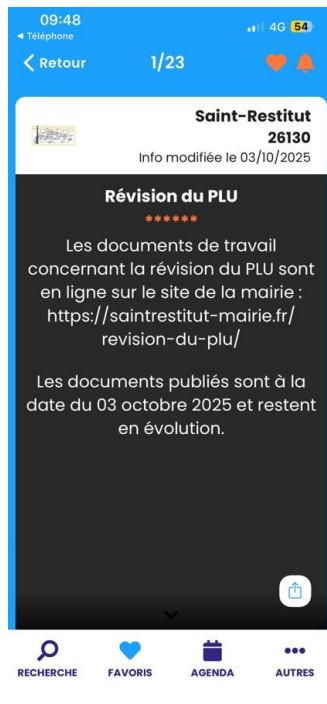 09:48
◄ Téléphone
4G 54
Retour
1/23
Saint-Restitut
26130
Info modifiée le 03/10/2025
Révision du PLU
******
Les documents de travail
concernant la révision du PLU sont
en ligne sur le site de la mairie :
https://saintrestitut-mairie.fr/
revision-du-plu/
Les documents publiés sont à la
date du 03 octobre 2025 et restent
en évolution.
RECHERCHE
FAVORIS
AGENDA
AUTRES